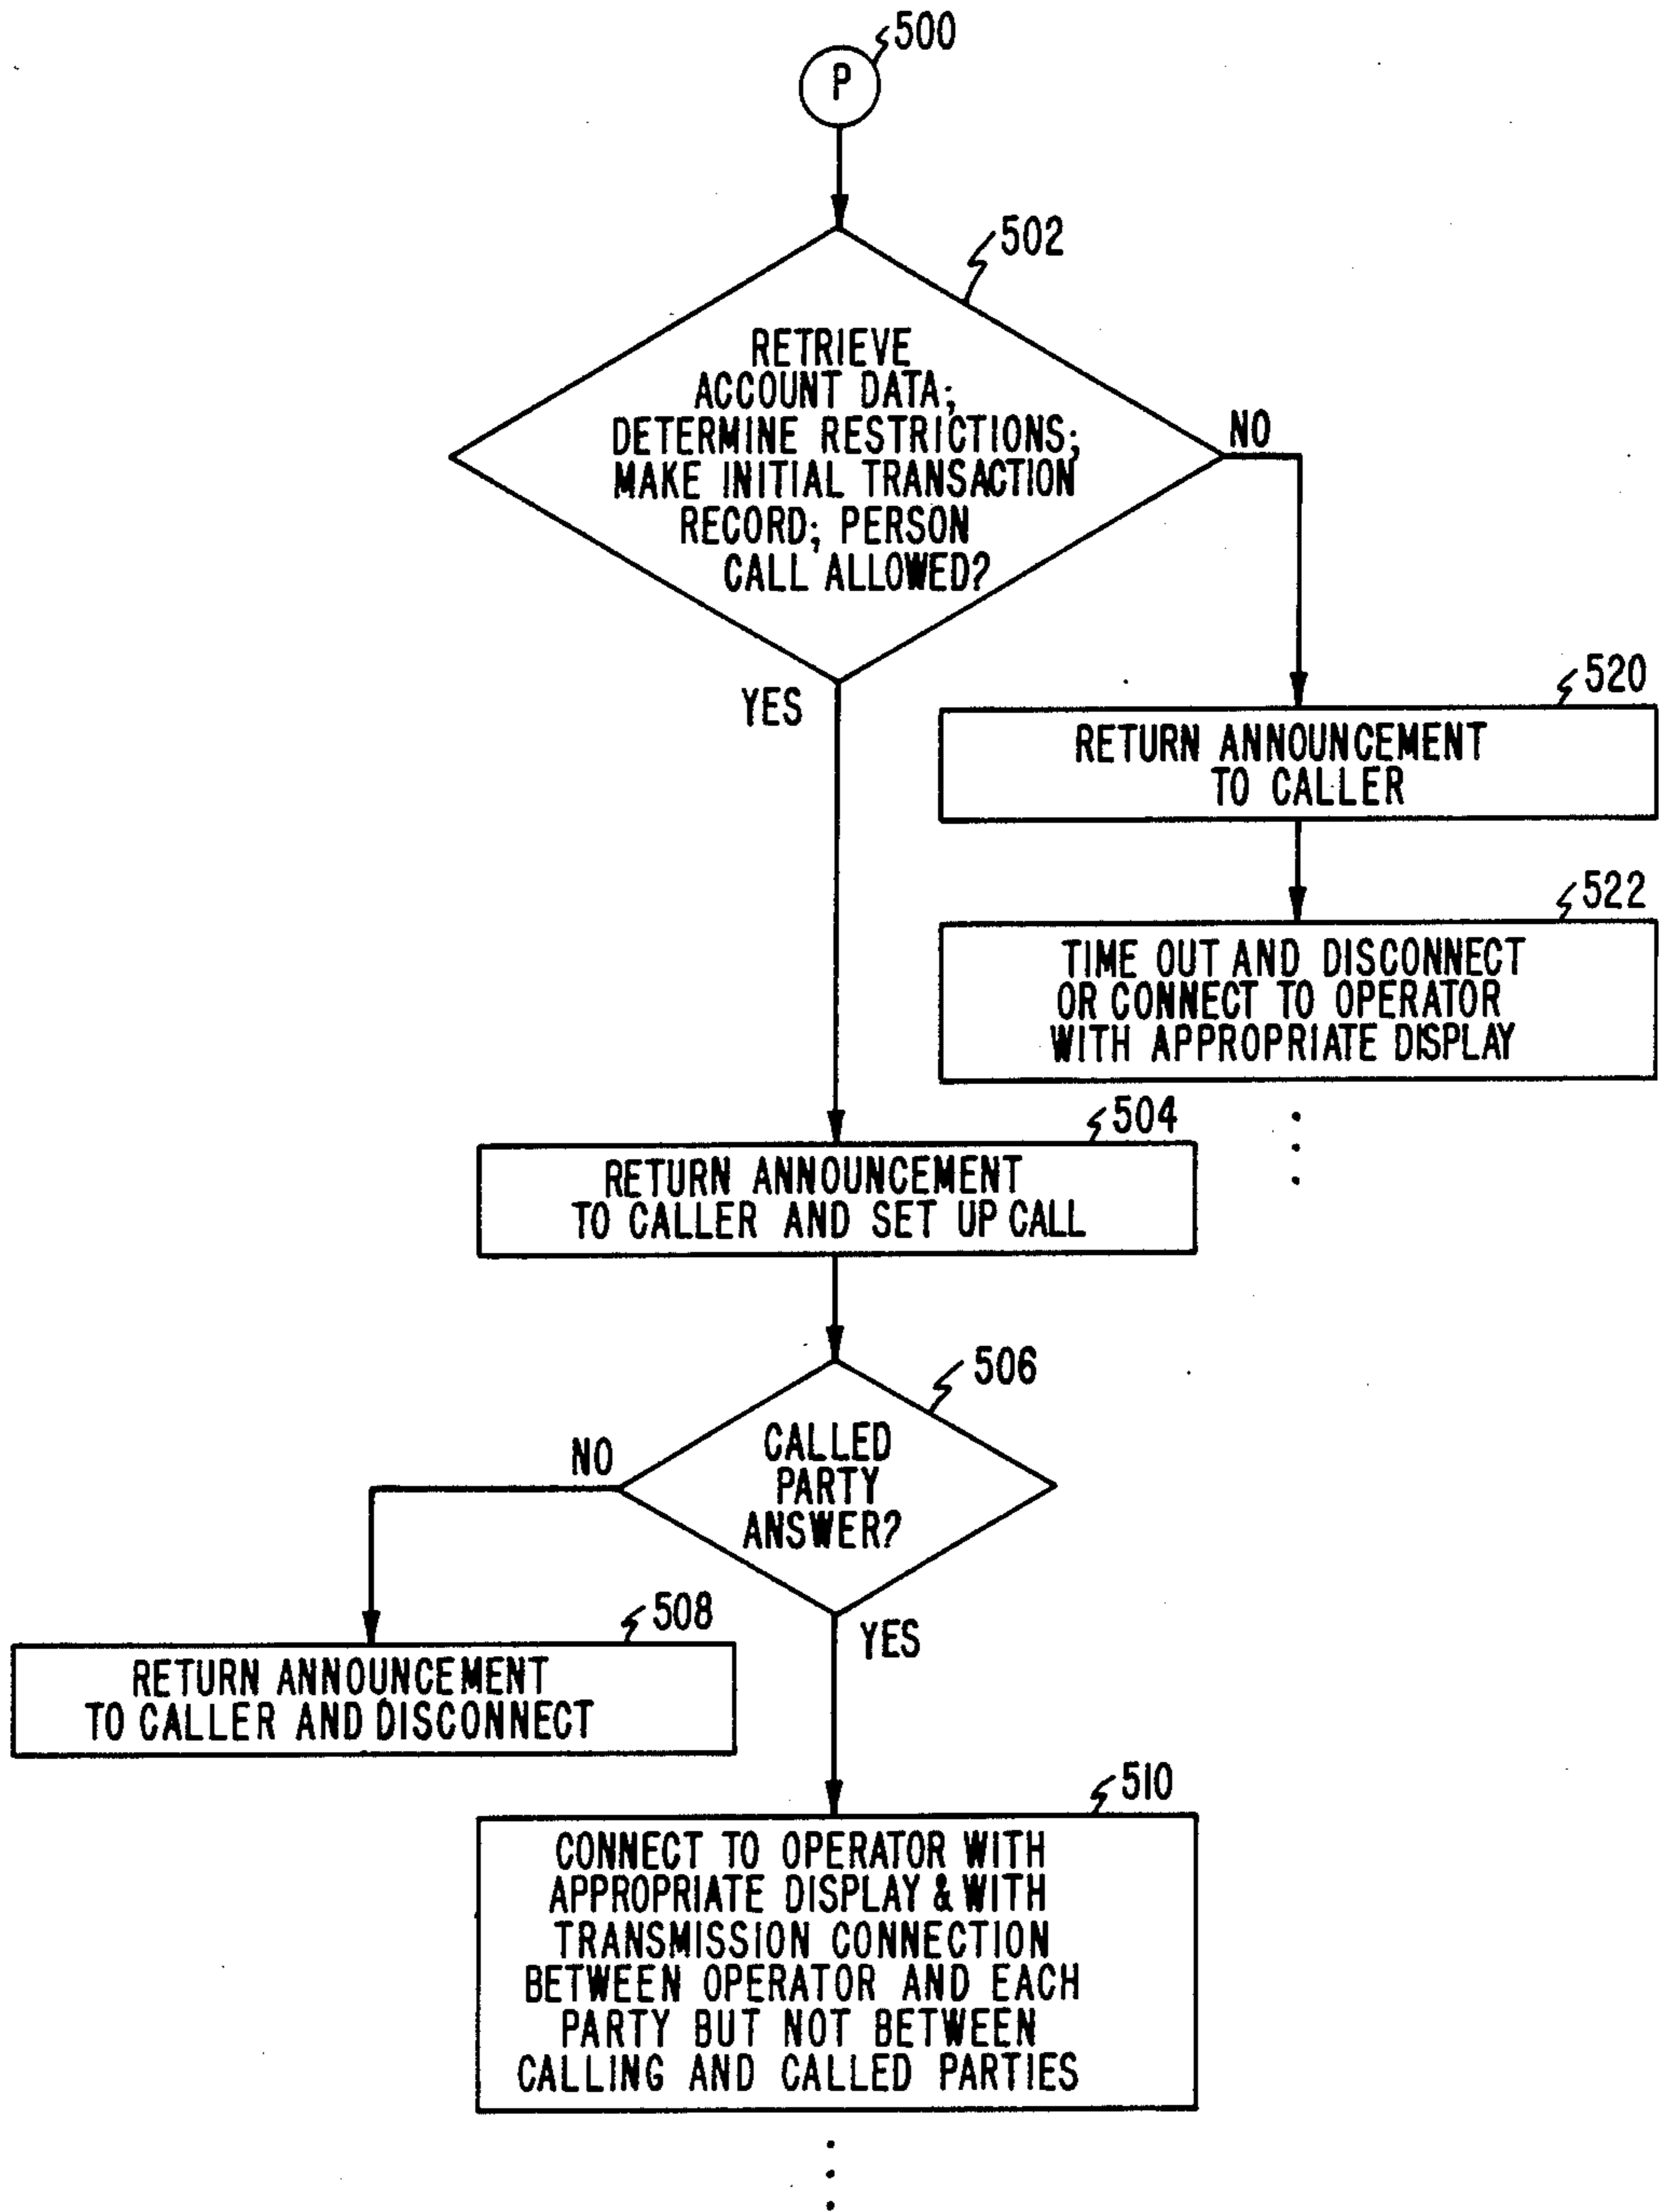 500
P
502
RETRIEVE
ACCOUNT DATA;
DETERMINE RESTRICTIONS;
MAKE INITIAL TRANSACTION
RECORD; PERSON
CALL ALLOWED?
NO
YES
520
RETURN ANNOUNCEMENT
TO CALLER
522
TIME OUT AND DISCONNECT
OR CONNECT TO OPERATOR
WITH APPROPRIATE DISPLAY
504
RETURN ANNOUNCEMENT
TO CALLER AND SET UP CALL
506
CALLED
PARTY
ANSWER?
NO
YES
508
RETURN ANNOUNCEMENT
TO CALLER AND DISCONNECT
510
CONNECT TO OPERATOR WITH
APPROPRIATE DISPLAY & WITH
TRANSMISSION CONNECTION
BETWEEN OPERATOR AND EACH
PARTY BUT NOT BETWEEN
CALLING AND CALLED PARTIES